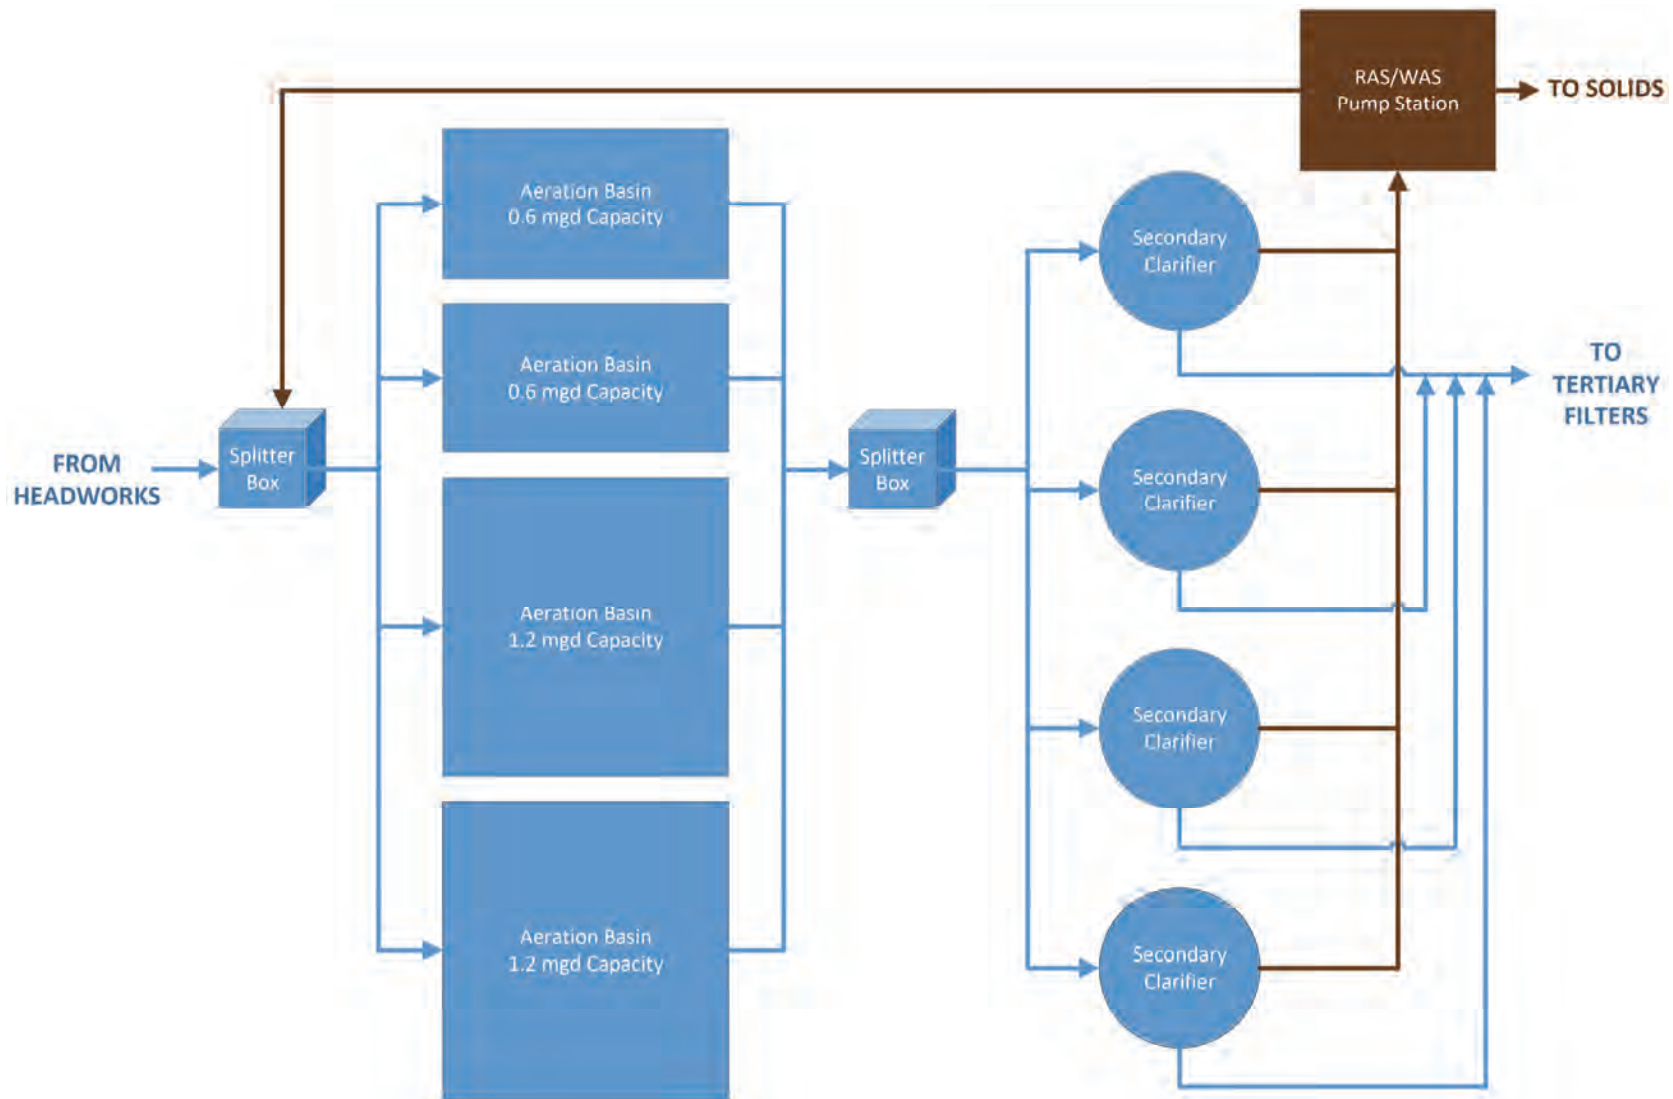 RAS/WAS
Pump Station
TO SOLIDS
Aeration Basin
0.6 mgd Capacity
Aeration Basin
0.6 mgd Capacity
Aeration Basin
1.2 mgd Capacity
Aeration Basin
1.2 mgd Capacity
FROM
HEADWORKS
Splitter
Box
Splitter
Box
Secondary
Clarifier
Secondary
Clarifier
Secondary
Clarifier
Secondary
Clarifier
TO
TERTIARY
FILTERS